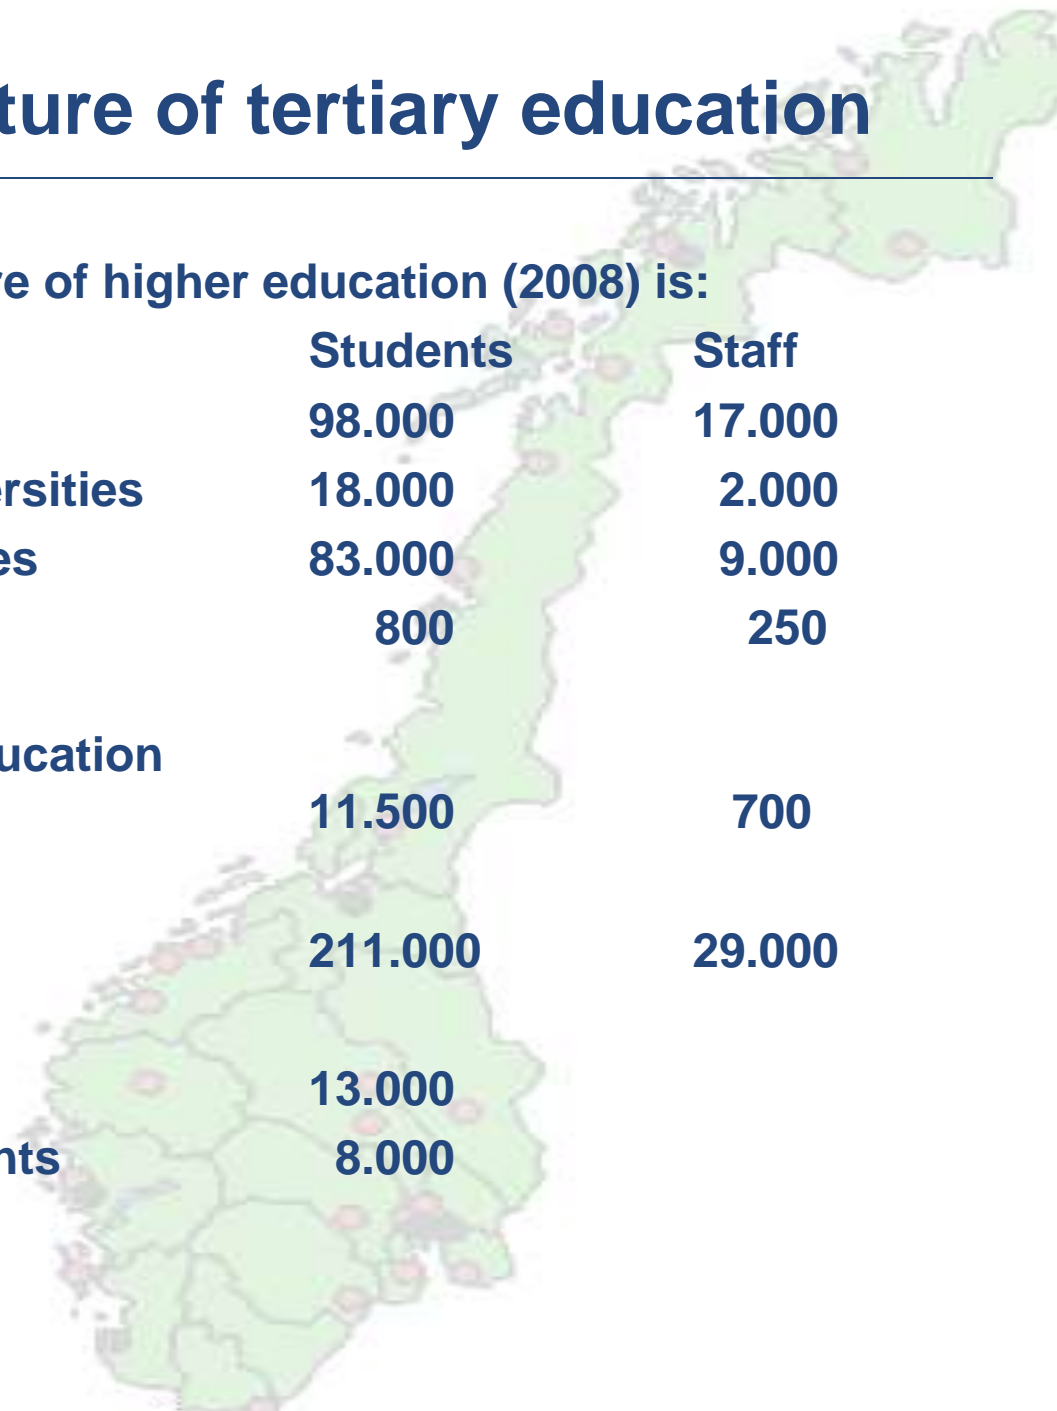 ture of tertiary education
re of higher education (2008) is:
Students Staff
98.000 17.000
ersities 18.000 2.000
es 83.000 9.000
800 250
ucation
11.500 700
211.000 29.000
13.000
nts 8.000